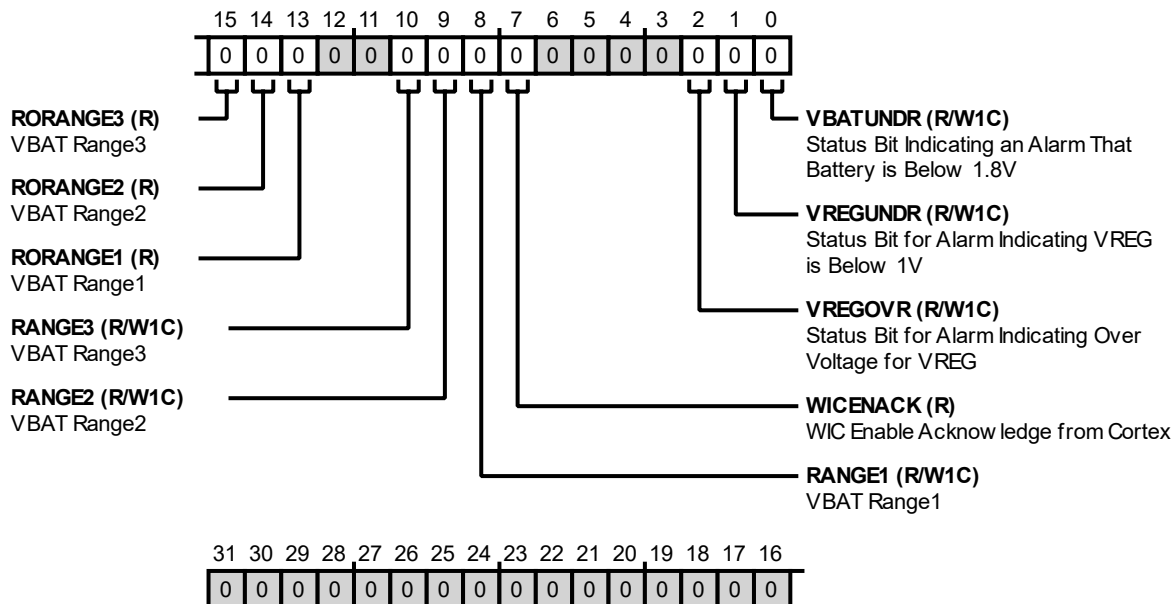 15 14 13 12 11 10 9 8 7 6 5 4 3 2 1 0
0 0 0 0 0 0 0 0 0 0 0 0 0 0 0 0
RORANGE3 (R)
VBAT Range3
RORANGE2 (R)
VBAT Range2
RORANGE1 (R)
VBAT Range1
RANGE3 (R/W1C)
VBAT Range3
RANGE2 (R/W1C)
VBAT Range2
VBATUNDR (R/W1C)
Status Bit Indicating an Alarm That
Battery is Below 1.8V
VREGUNDR (R/W1C)
Status Bit for Alarm Indicating VREG
is Below 1V
VREGOVR (R/W1C)
Status Bit for Alarm Indicating Over
Voltage for VREG
WICENACK (R)
WIC Enable Acknowledge from Cortex
RANGE1 (R/W1C)
VBAT Range1
31 30 29 28 27 26 25 24 23 22 21 20 19 18 17 16
0 0 0 0 0 0 0 0 0 0 0 0 0 0 0 0